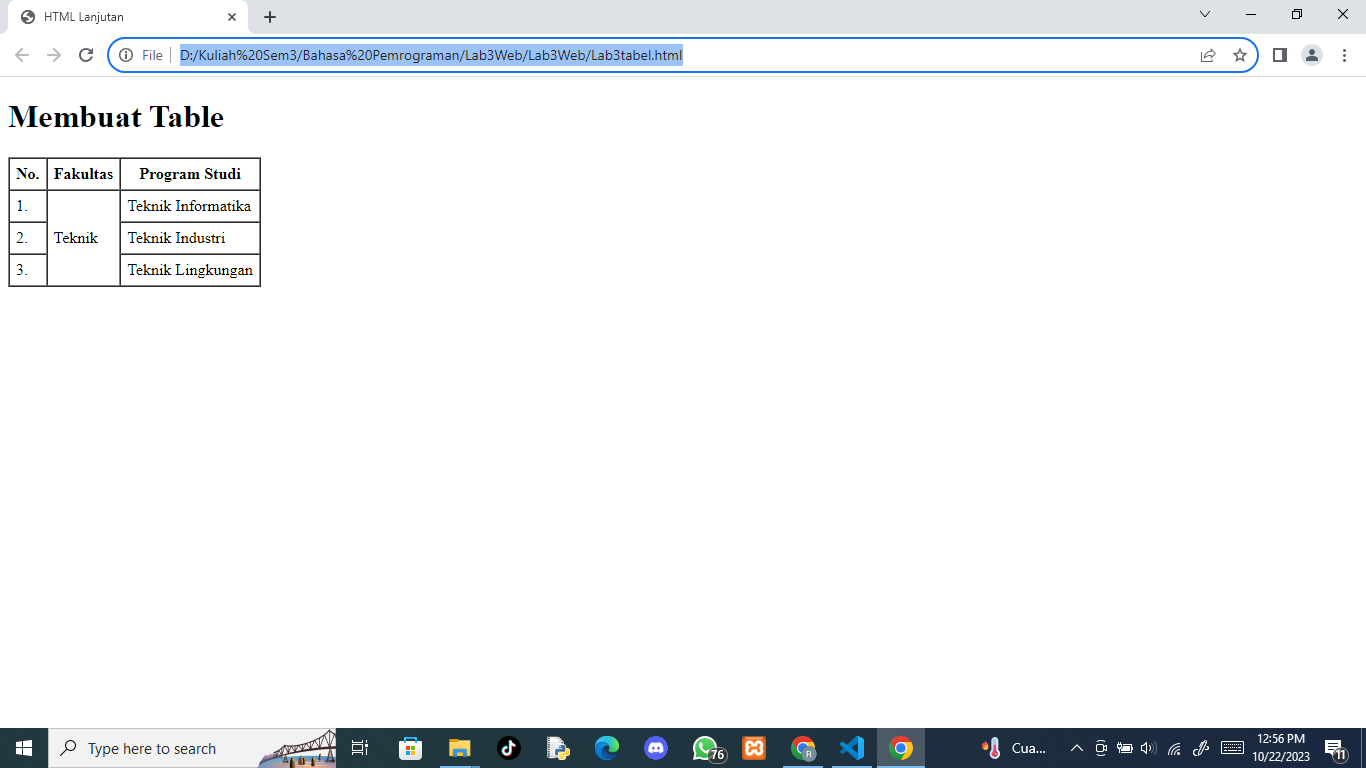 HTML Lanutan
File D:/Kuliah%20Sem3/Bahasa%20Pemrograman/Lab3Web/Lab3Web/Lab3tabel.html
Membuat Table
No. Fakultas Program Studi
1. Teknik Informatika
2. Teknik Teknik Industri
3. Teknik Lingkungan
Type here to search
76
R
Cua...
12:56 PM
10/22/2023
11